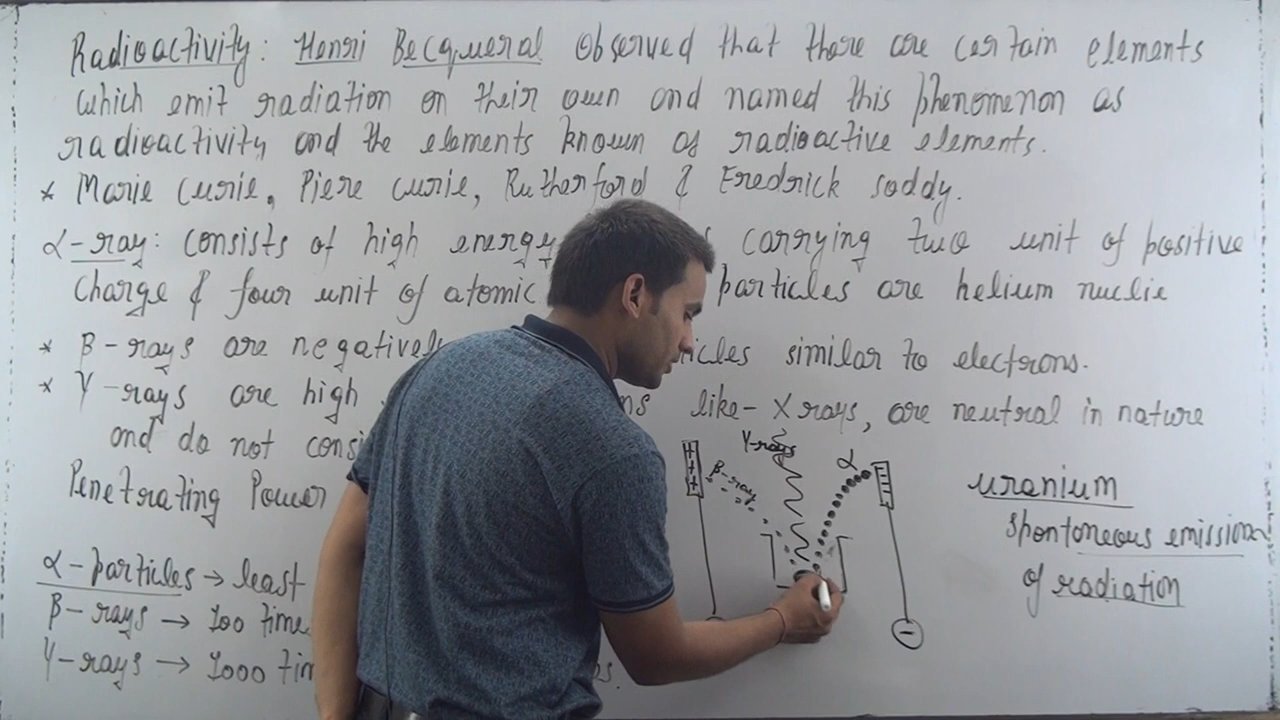 Radioactivity: Henri Becqueral Observed that there are certain elements
which emit radiation on their own and named this phenomenon as
radioactivity and the elements known as radioactive elements.
* Marie Curie, Piere curie, Rutherford & Fredrick soddy.
α-ray: consists of high energy carrying two unit of positive
Charge & four unit of atomic particles are helium nuclie
* β-rays are negatively similar to electrons.
* γ-rays are high like- X rays, are neutral in nature
and do not
Penetrating Power
α-particles → least
β-rays → 100
γ-rays → 1000
+ + +
β-ray
γ-rays
α
uranium
spontoneous emission
of radiation
−